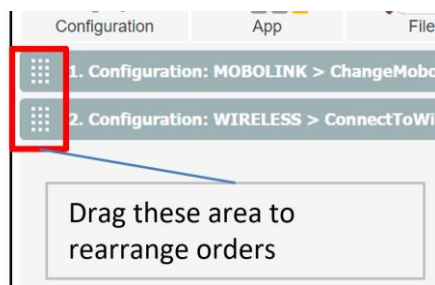 Configuration App File
1. Configuration: MOBOLINK > ChangeMobo
2. Configuration: WIRELESS > ConnectToWi
Drag these area to
rearrange orders